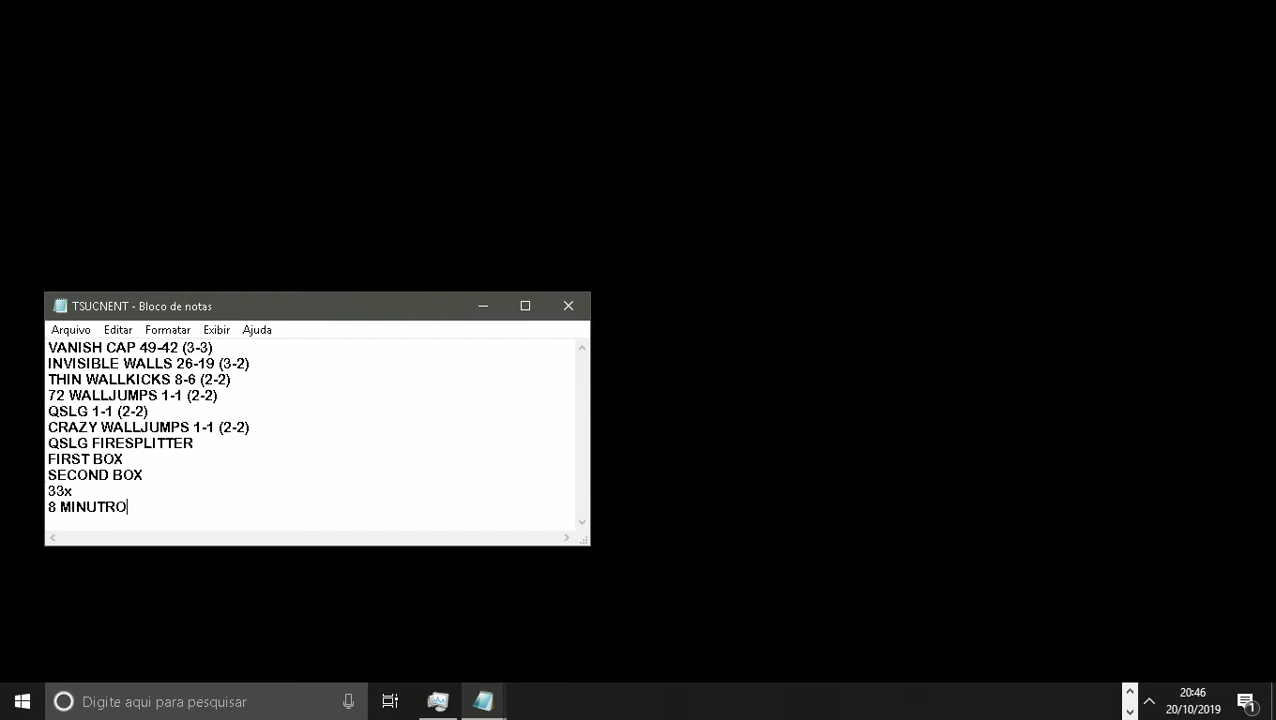 TSUCNENT - Bloco de notas
Arquivo Editar Formatar Exibir Ajuda
VANISH CAP 49-42 (3-3)
INVISIBLE WALLS 26-19 (3-2)
THIN WALLKICKS 8-6 (2-2)
72 WALLJUMPS 1-1 (2-2)
QSLG 1-1 (2-2)
CRAZY WALLJUMPS 1-1 (2-2)
QSLG FIRESPLITTER
FIRST BOX
SECOND BOX
33x
8 MINUTRO
Digite aqui para pesquisar
20:46
20/10/2019
1